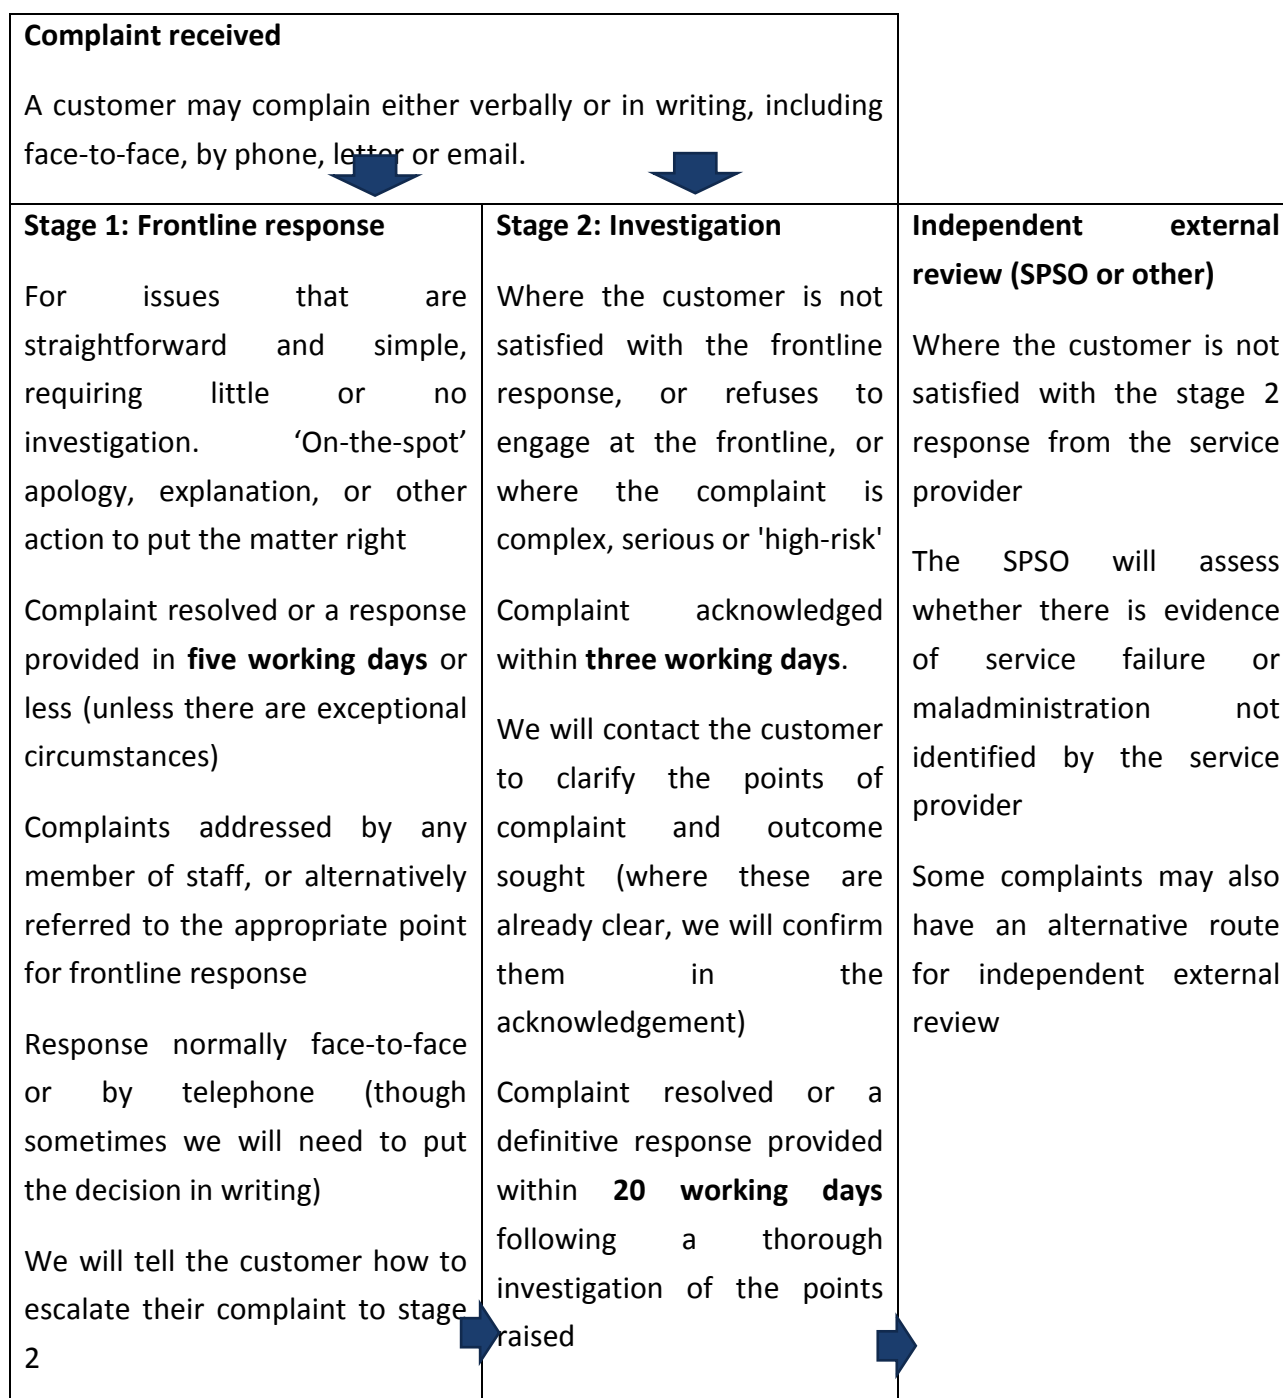 Complaint received
A customer may complain either verbally or in writing, including
face-to-face, by phone, letter or email.
Stage 1: Frontline response
For issues that are
straightforward and simple,
requiring little or no
investigation. ‘On-the-spot’
apology, explanation, or other
action to put the matter right
Complaint resolved or a response
provided in five working days or
less (unless there are exceptional
circumstances)
Complaints addressed by any
member of staff, or alternatively
referred to the appropriate point
for frontline response
Response normally face-to-face
or by telephone (though
sometimes we will need to put
the decision in writing)
We will tell the customer how to
escalate their complaint to stage
2
Stage 2: Investigation
Where the customer is not
satisfied with the frontline
response, or refuses to
engage at the frontline, or
where the complaint is
complex, serious or 'high-risk'
Complaint acknowledged
within three working days.
We will contact the customer
to clarify the points of
complaint and outcome
sought (where these are
already clear, we will confirm
them in the
acknowledgement)
Complaint resolved or a
definitive response provided
within 20 working days
following a thorough
investigation of the points
raised
Independent external
review (SPSO or other)
Where the customer is not
satisfied with the stage 2
response from the service
provider
The SPSO will assess
whether there is evidence
of service failure or
maladministration not
identified by the service
provider
Some complaints may also
have an alternative route
for independent external
review